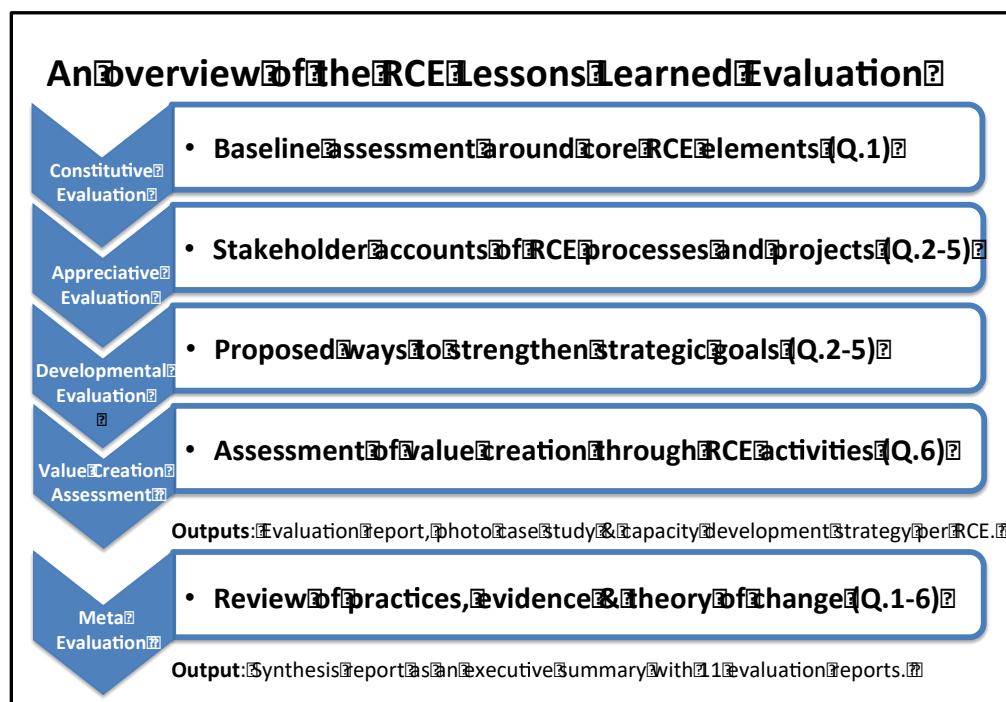 An overview of the RCE Lessons Learned Evaluation
Constitutive
Evaluation
• Baseline assessment around core RCE elements (Q.1)
Appreciative
Evaluation
• Stakeholder accounts of RCE processes and projects (Q.2-5)
Developmental
Evaluation
• Proposed ways to strengthen strategic goals (Q.2-5)
Value Creation
Assessment
• Assessment of value creation through RCE activities (Q.6)
Outputs: Evaluation report, photo case study & capacity development strategy per RCE.
Meta
Evaluation
• Review of practices, evidence & theory of change (Q.1-6)
Output: Synthesis report as an executive summary with 11 evaluation reports.